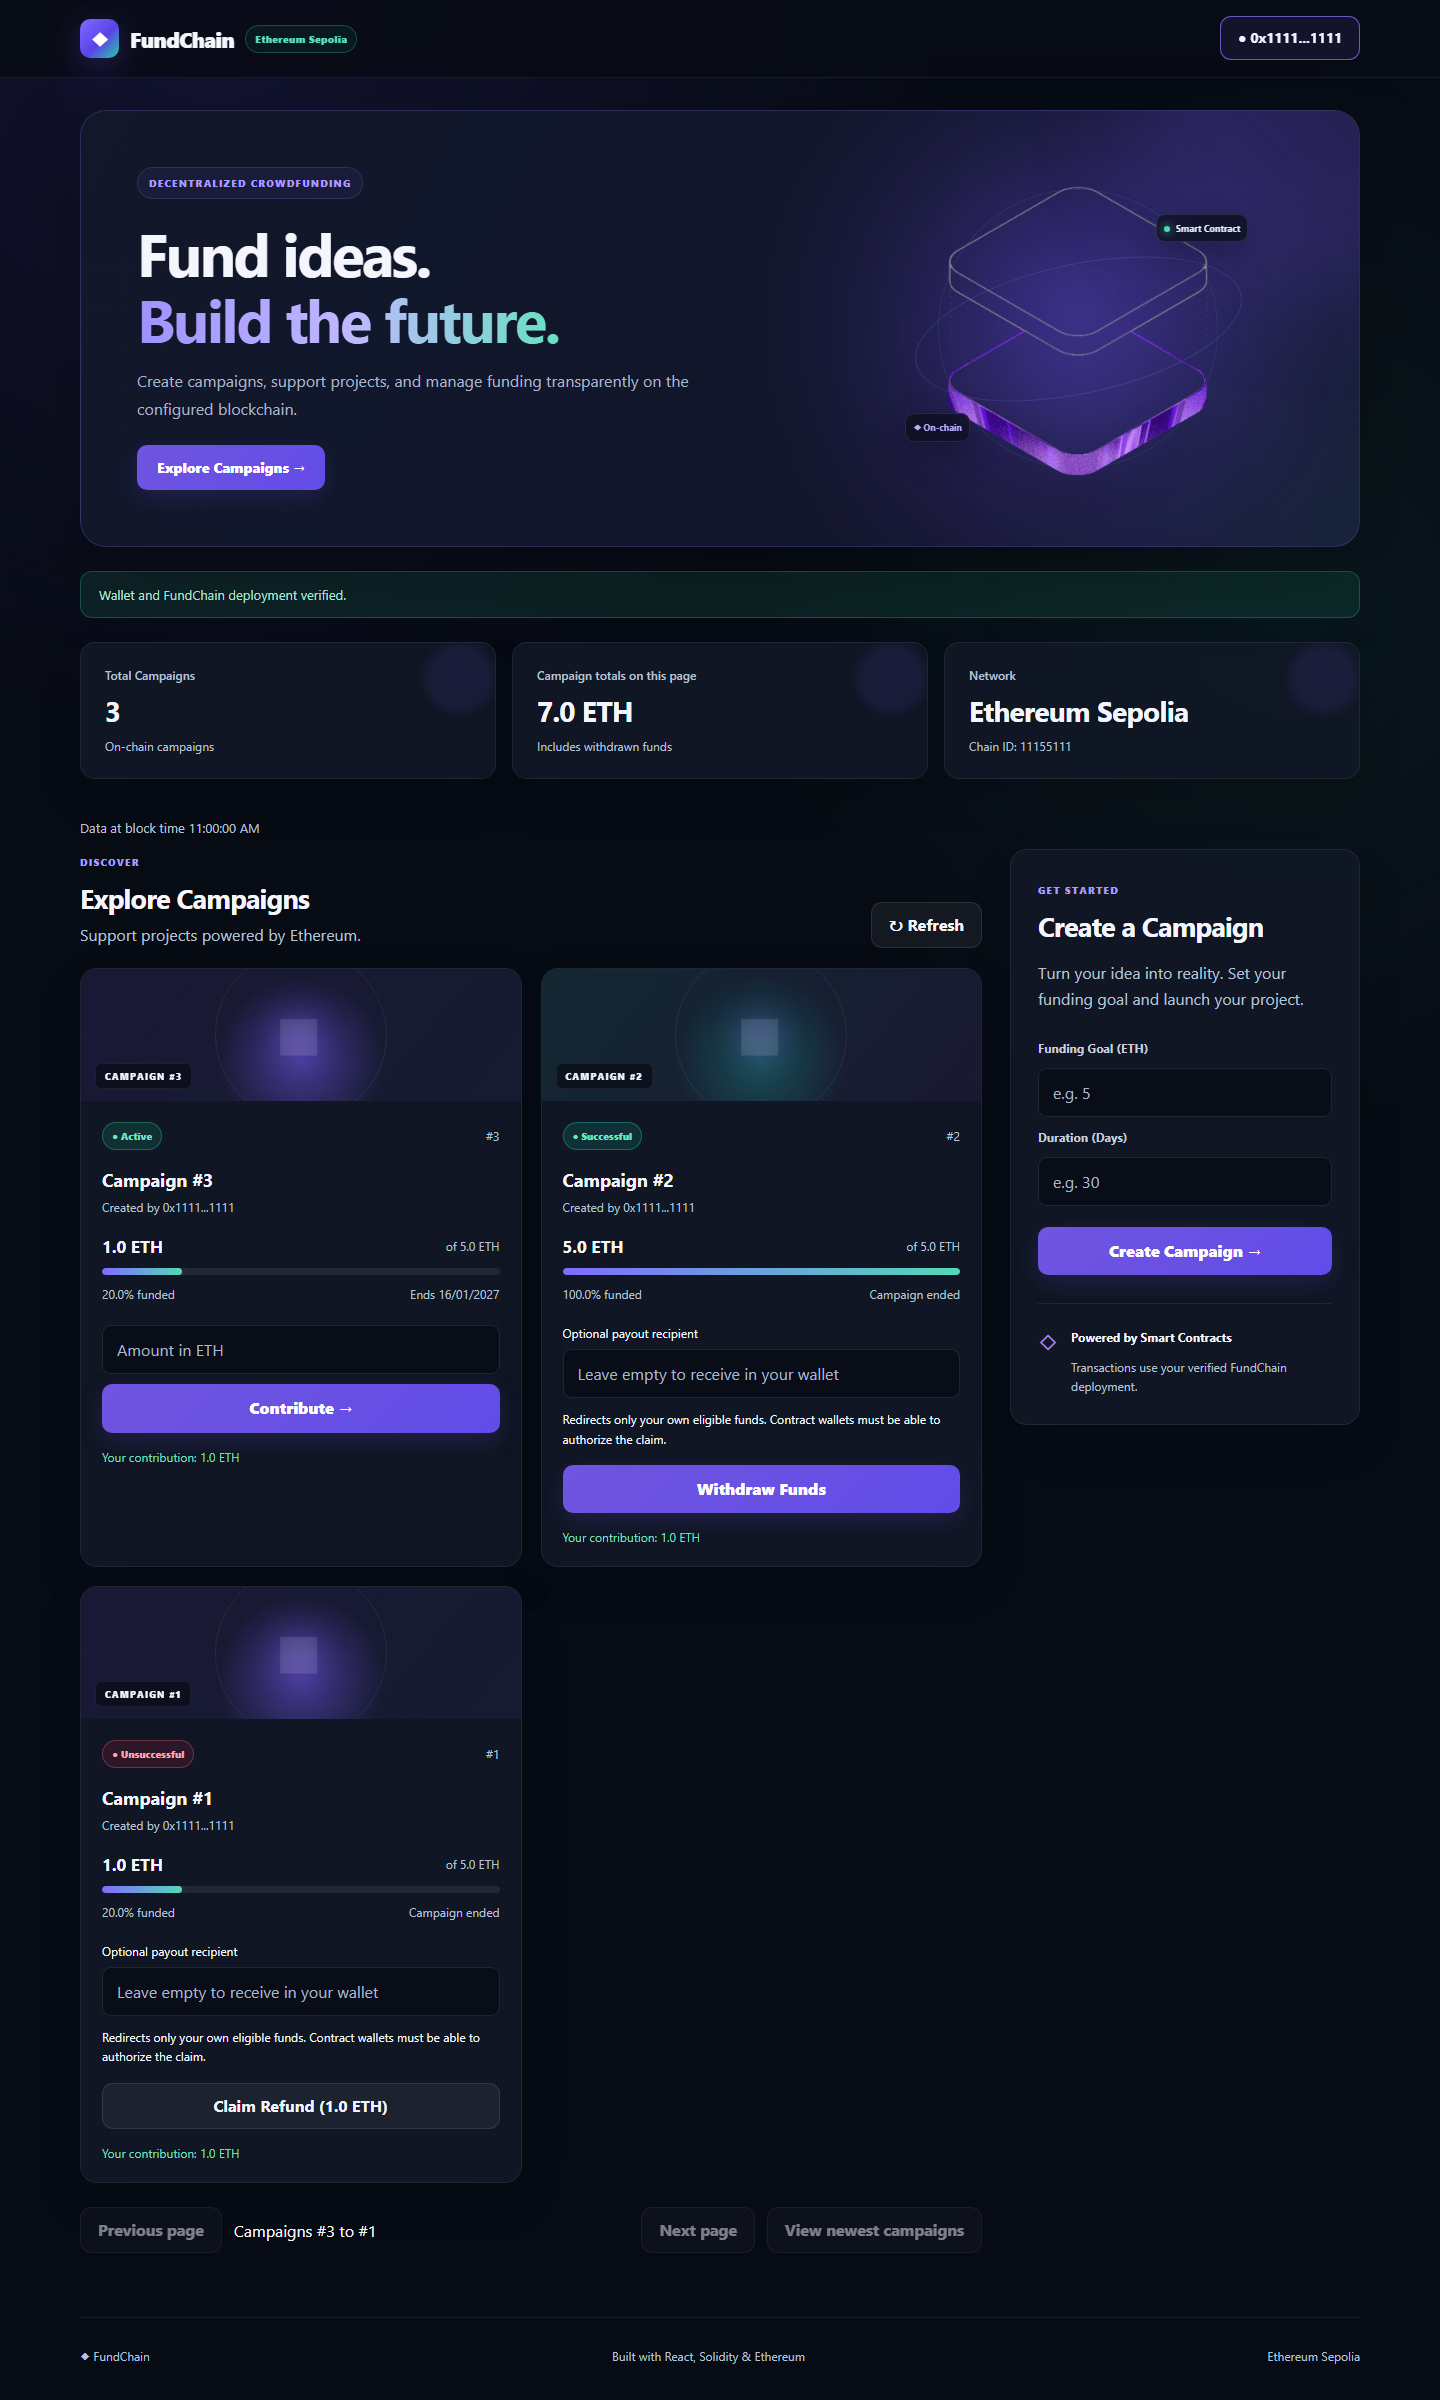 FundChain
Ethereum Sepolia
● 0x1111...1111
DECENTRALIZED CROWDFUNDING
Fund ideas.
Build the future.
Create campaigns, support projects, and manage funding transparently on the
configured blockchain.
Explore Campaigns →
Smart Contract
◆ On-chain
Wallet and FundChain deployment verified.
Total Campaigns
3
On-chain campaigns
Campaign totals on this page
7.0 ETH
Includes withdrawn funds
Network
Ethereum Sepolia
Chain ID: 11155111
Data at block time 11:00:00 AM
DISCOVER
Explore Campaigns
Support projects powered by Ethereum.
↻ Refresh
CAMPAIGN #3
● Active
#3
Campaign #3
Created by 0x1111...1111
1.0 ETH
of 5.0 ETH
20.0% funded
Ends 16/01/2027
Amount in ETH
Contribute →
Your contribution: 1.0 ETH
CAMPAIGN #2
● Successful
#2
Campaign #2
Created by 0x1111...1111
5.0 ETH
of 5.0 ETH
100.0% funded
Campaign ended
Optional payout recipient
Leave empty to receive in your wallet
Redirects only your own eligible funds. Contract wallets must be able to
authorize the claim.
Withdraw Funds
Your contribution: 1.0 ETH
CAMPAIGN #1
● Unsuccessful
#1
Campaign #1
Created by 0x1111...1111
1.0 ETH
of 5.0 ETH
20.0% funded
Campaign ended
Optional payout recipient
Leave empty to receive in your wallet
Redirects only your own eligible funds. Contract wallets must be able to
authorize the claim.
Claim Refund (1.0 ETH)
Your contribution: 1.0 ETH
Previous page
Campaigns #3 to #1
Next page
View newest campaigns
GET STARTED
Create a Campaign
Turn your idea into reality. Set your
funding goal and launch your project.
Funding Goal (ETH)
e.g. 5
Duration (Days)
e.g. 30
Create Campaign →
Powered by Smart Contracts
Transactions use your verified FundChain
deployment.
◆ FundChain
Built with React, Solidity & Ethereum
Ethereum Sepolia